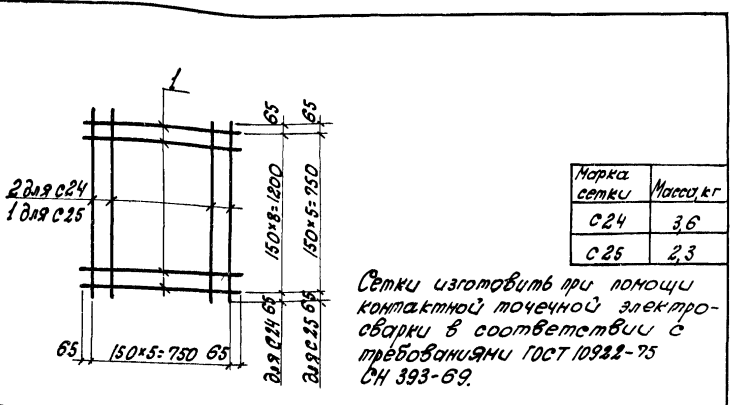 1
65 65
2 для С24
1 для С25
150×8=1200
150×5=750
65 150×5=750 65
для С24 65
для С25 65
Марка сетки Масса, кг
С24 3,6
С25 2,3
Сетки изготовить при помощи
контактной точечной электро-
сварки в соответствии с
требованиями ГОСТ 10922-75
СН 393-69.